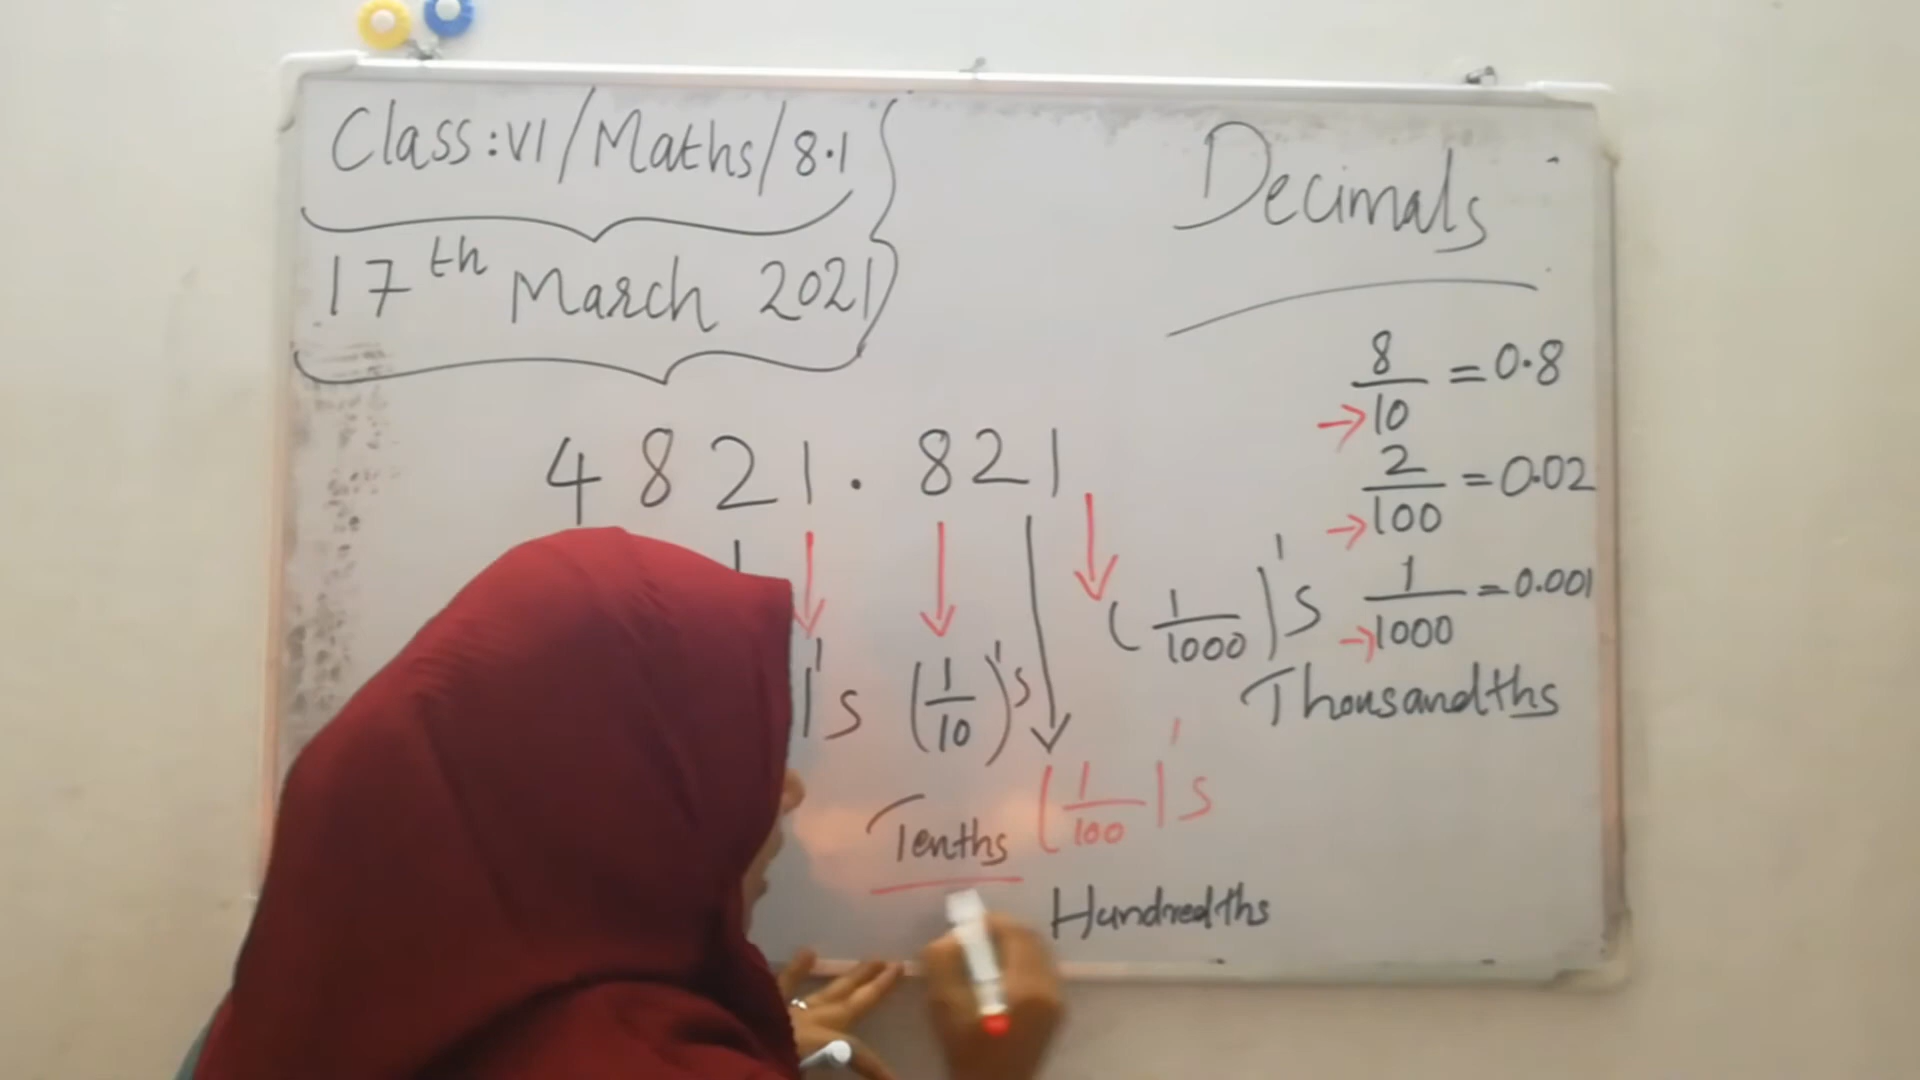 Class:VI/Maths/8.1
17th March 2021
Decimals
8/10 = 0.8
2/100 = 0.02
1/1000 = 0.001
4821.821
1's (1/10)'s (1/1000)'s
Thousandths
(1/100)'s
Tenths
Hundredths